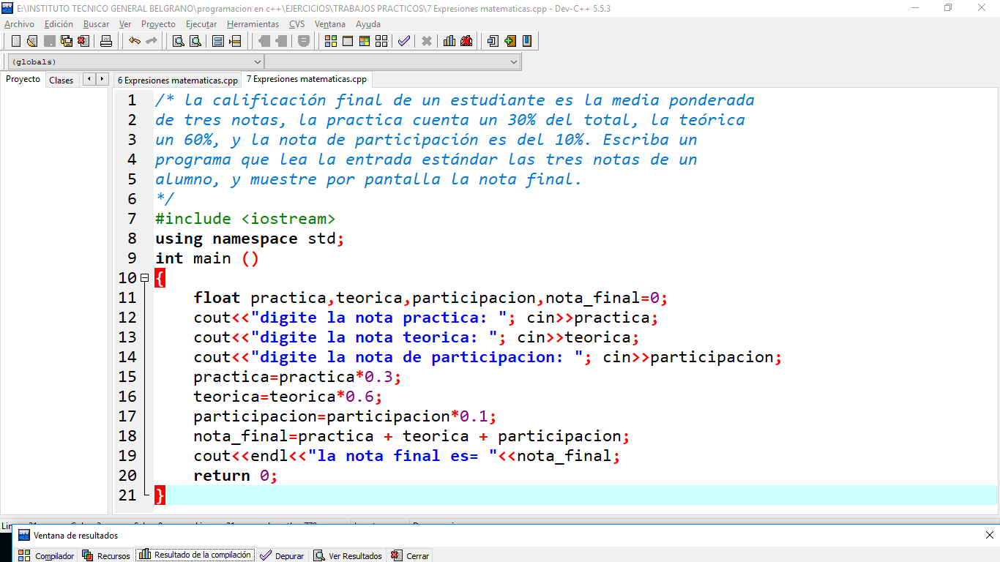 E:\INSTITUTO TECNICO GENERAL BELGRANO\programacion en c++\EJERCICIOS\TRABAJOS PRACTICOS\7 Expresiones matematicas.cpp - Dev-C++ 5.5.3
Archivo Edición Buscar Ver Proyecto Ejecutar Herramientas CVS Ventana Ayuda
(globals)
Proyecto Clases 6 Expresiones matematicas.cpp 7 Expresiones matematicas.cpp
1 /* la calificación final de un estudiante es la media ponderada
2 de tres notas, la practica cuenta un 30% del total, la teórica
3 un 60%, y la nota de participación es del 10%. Escriba un
4 programa que lea la entrada estándar las tres notas de un
5 alumno, y muestre por pantalla la nota final.
6 */
7 #include <iostream>
8 using namespace std;
9 int main ()
10 {
11 float practica,teorica,participacion,nota_final=0;
12 cout<<"digite la nota practica: "; cin>>practica;
13 cout<<"digite la nota teorica: "; cin>>teorica;
14 cout<<"digite la nota de participacion: "; cin>>participacion;
15 practica=practica*0.3;
16 teorica=teorica*0.6;
17 participacion=participacion*0.1;
18 nota_final=practica + teorica + participacion;
19 cout<<endl<<"la nota final es= "<<nota_final;
20 return 0;
21 }
Ventana de resultados
Compilador Recursos Resultado de la compilación Depurar Ver Resultados Cerrar